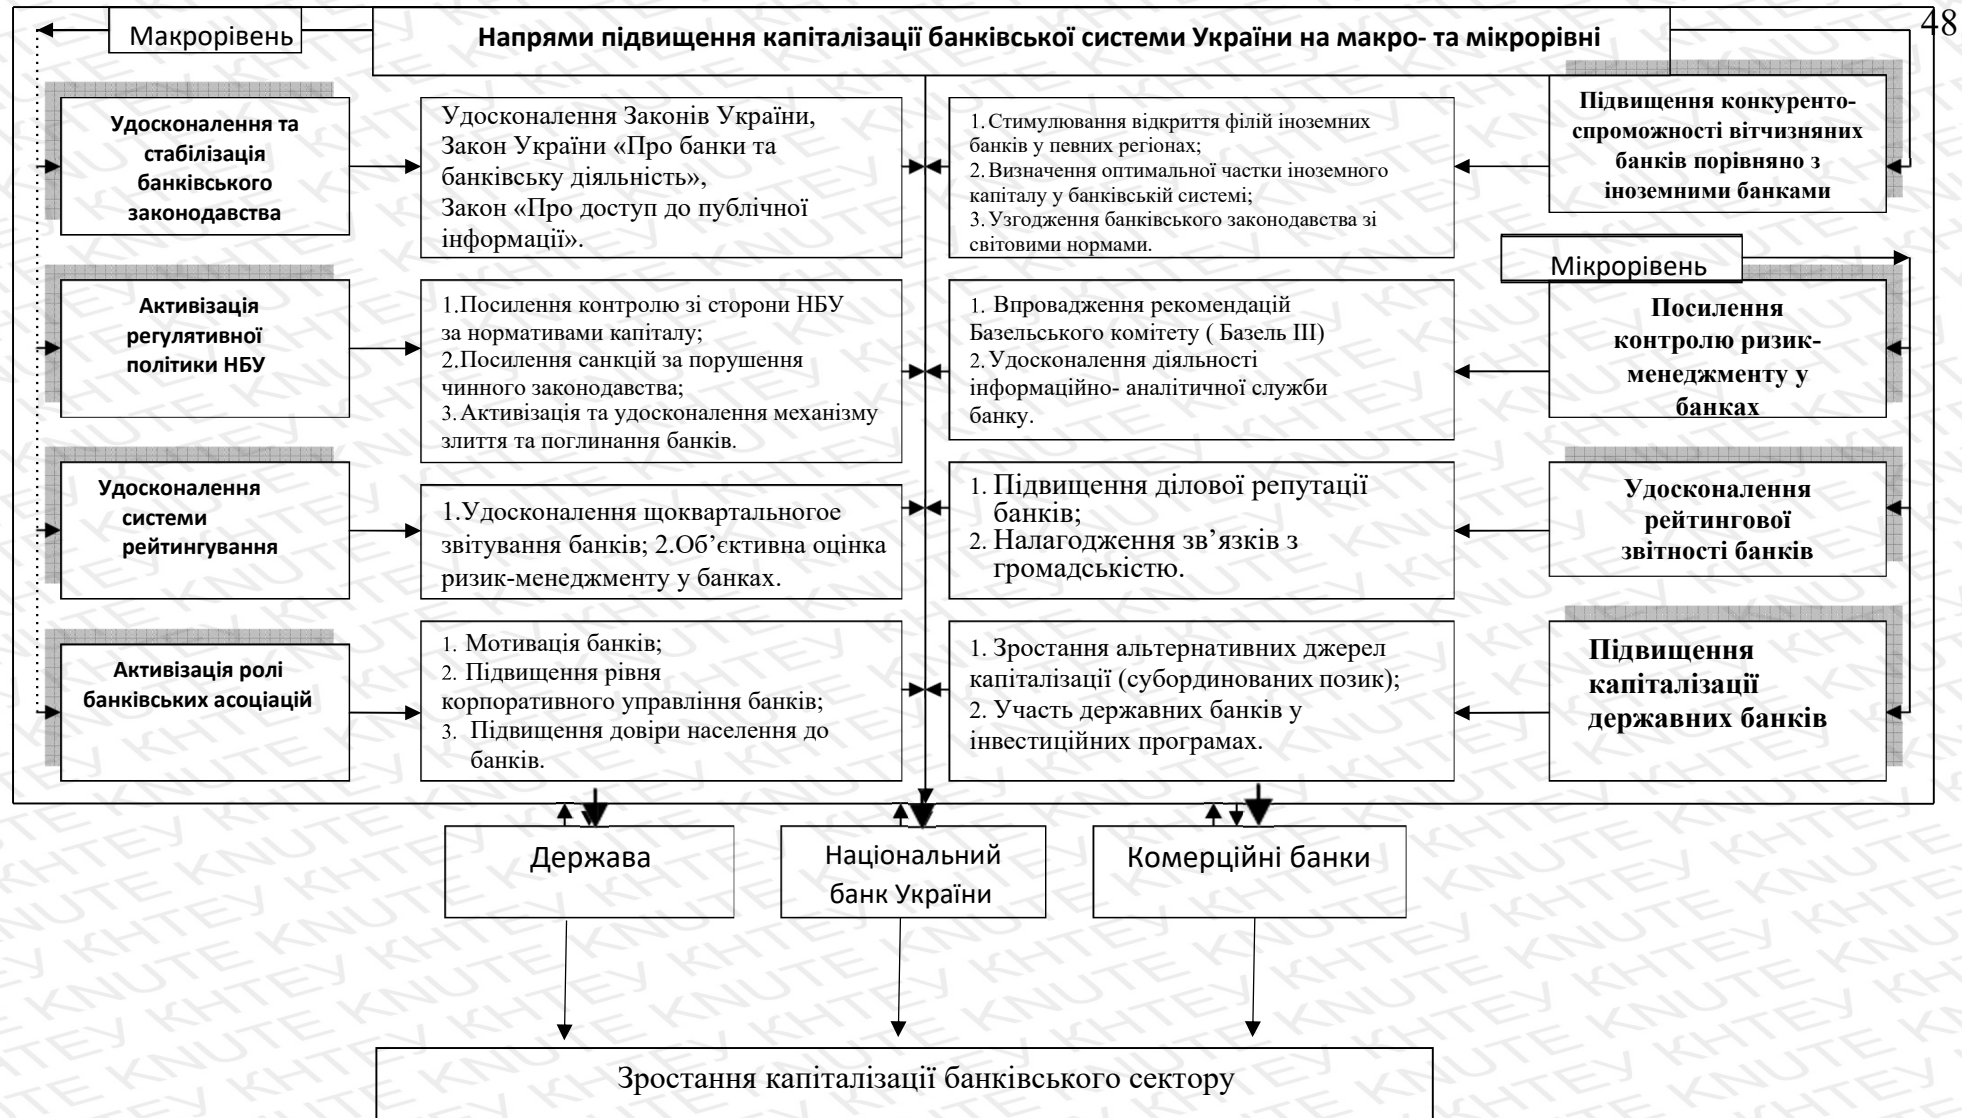 48
Макрорівень
Напрями підвищення капіталізації банківської системи України на макро- та мікрорівні
Удосконалення та
стабілізація
банківського
законодавства
Удосконалення Законів України,
Закон України «Про банки та
банківську діяльність»,
Закон «Про доступ до публічної
інформації».
1. Стимулювання відкриття філій іноземних
банків у певних регіонах;
2. Визначення оптимальної частки іноземного
капіталу у банківській системі;
3. Узгодження банківського законодавства зі
світовими нормами.
Підвищення конкуренто-
спроможності вітчизняних
банків порівняно з
іноземними банками
Мікрорівень
Активізація
регулятивної
політики НБУ
1.Посилення контролю зі сторони НБУ
за нормативами капіталу;
2.Посилення санкцій за порушення
чинного законодавства;
3. Активізація та удосконалення механізму
злиття та поглинання банків.
1. Впровадження рекомендацій
Базельського комітету ( Базель III)
2. Удосконалення діяльності
інформаційно- аналітичної служби
банку.
Посилення
контролю ризик-
менеджменту у
банках
Удосконалення
системи
рейтингування
1.Удосконалення щоквартальногое
звітування банків; 2.Об’єктивна оцінка
ризик-менеджменту у банках.
1. Підвищення ділової репутації
банків;
2. Налагодження зв’язків з
громадськістю.
Удосконалення
рейтингової
звітності банків
Активізація ролі
банківських асоціацій
1. Мотивація банків;
2. Підвищення рівня
корпоративного управління банків;
3. Підвищення довіри населення до
банків.
1. Зростання альтернативних джерел
капіталізації (субординованих позик);
2. Участь державних банків у
інвестиційних програмах.
Підвищення
капіталізації
державних банків
Держава
Національний
банк України
Комерційні банки
Зростання капіталізації банківського сектору